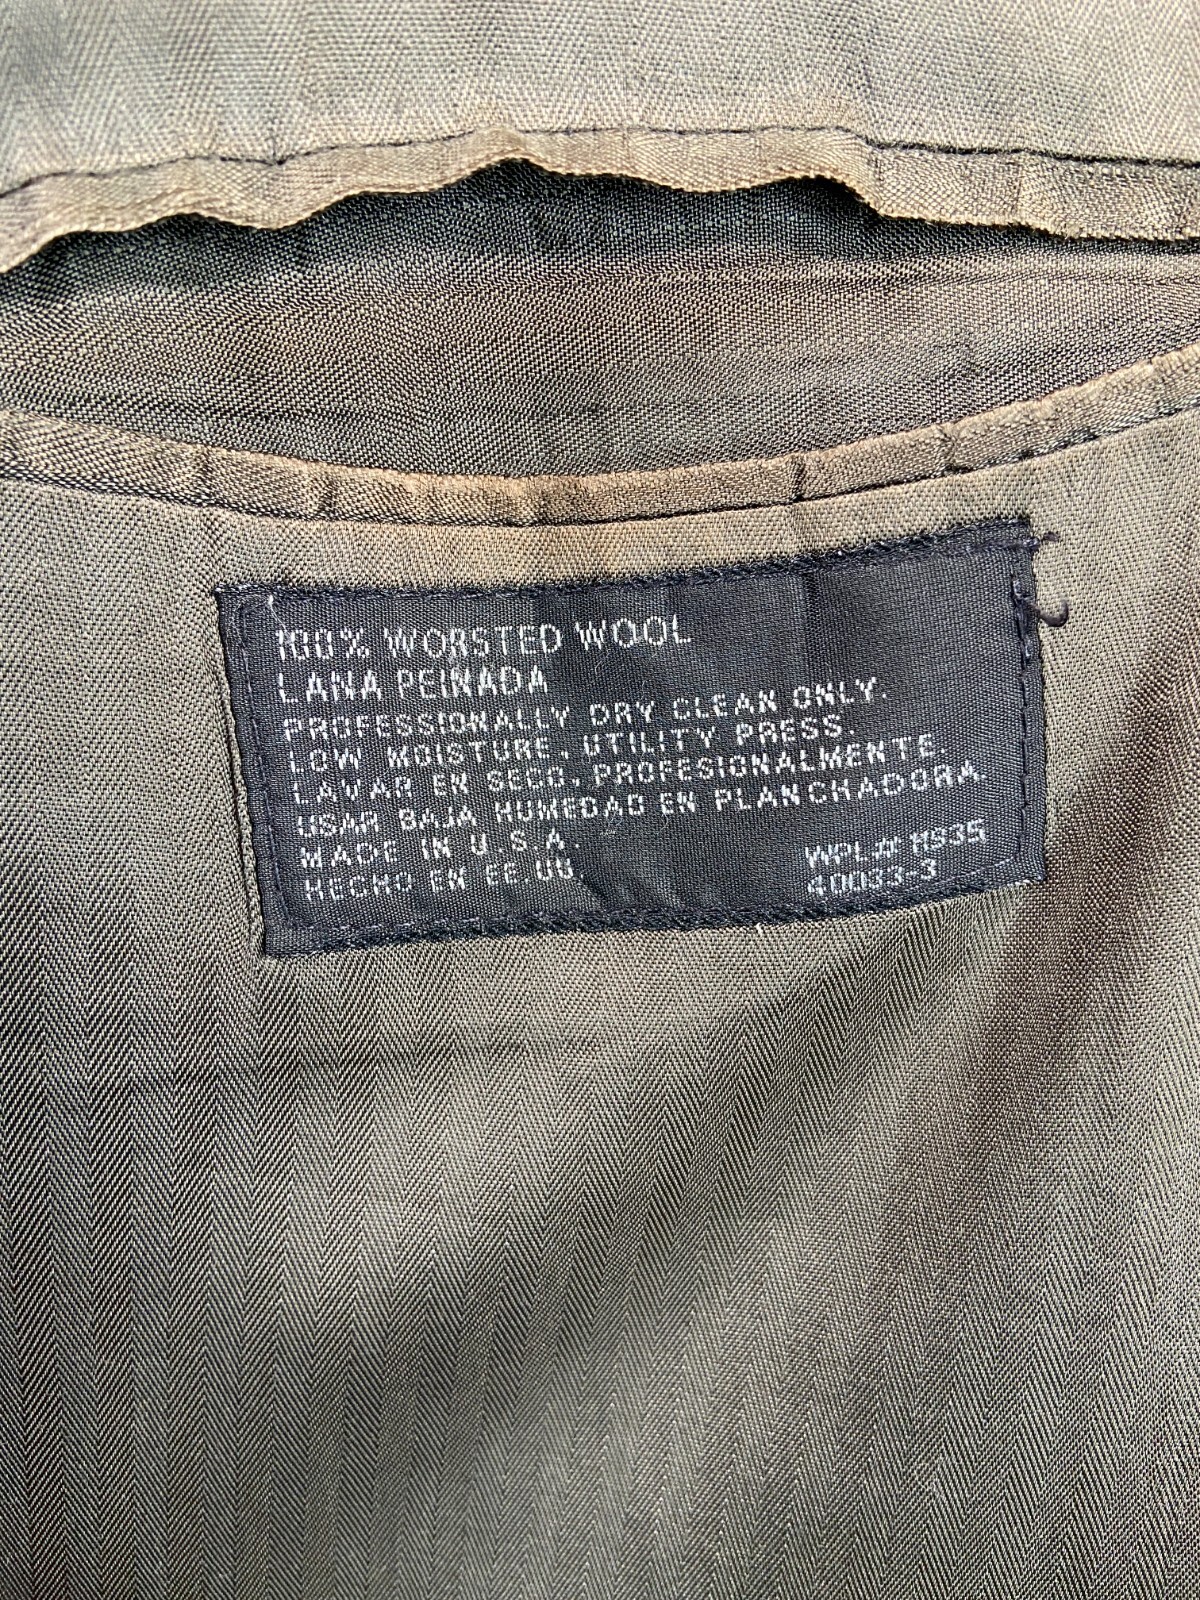 100% WORSTED WOOL
LANA PEINADA
PROFESSIONALLY DRY CLEAN ONLY.
LOW MOISTURE, UTILITY PRESS.
LAVAR EN SECO, PROFESIONALMENTE.
USAR BAJA HUMEDAD EN PLANCHADORA
MADE IN U.S.A.
HECHO EN EE.UU.
WPL# HS35
40033-3